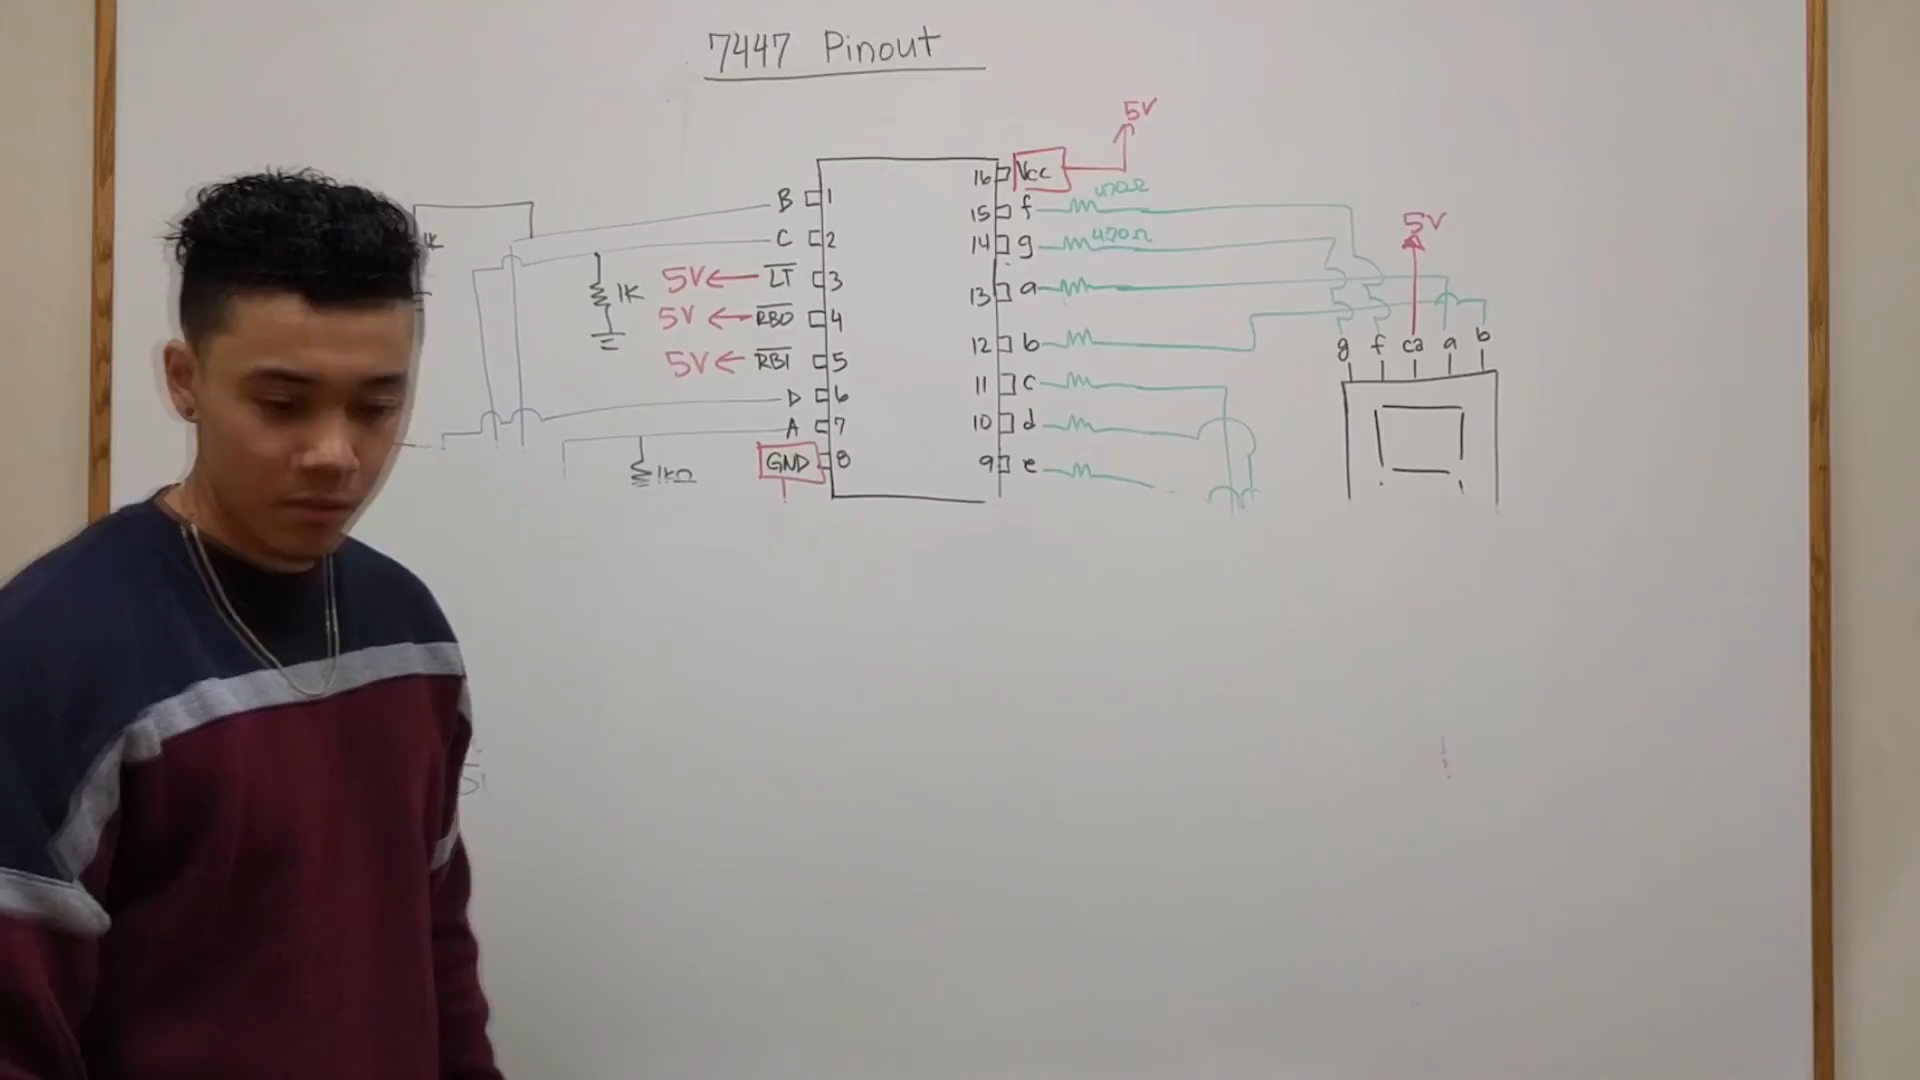 7447 Pinout
5V
16 Vcc
B 1
470Ω
15 f
5V
1K
C 2
14 g
470Ω
5V LT 3
1K
13 a
5V RBO 4
12 b
g f ca a b
5V RBI 5
11 c
D 6
10 d
A 7
1KΩ
GND 8
9 e